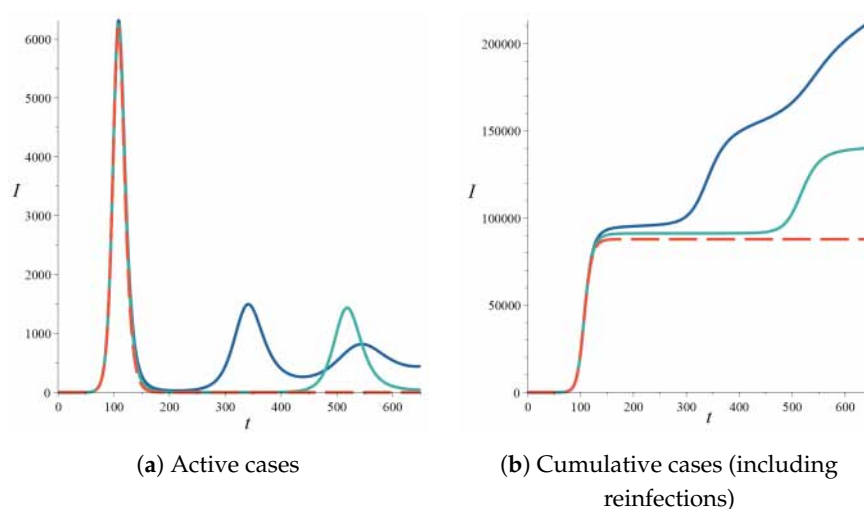 6000
5000
4000
I
3000
2000
1000
0
0 100 200 300 400 500 600
t
(a) Active cases
200000
150000
I
100000
50000
0
0 100 200 300 400 500 600
t
(b) Cumulative cases (including
reinfections)